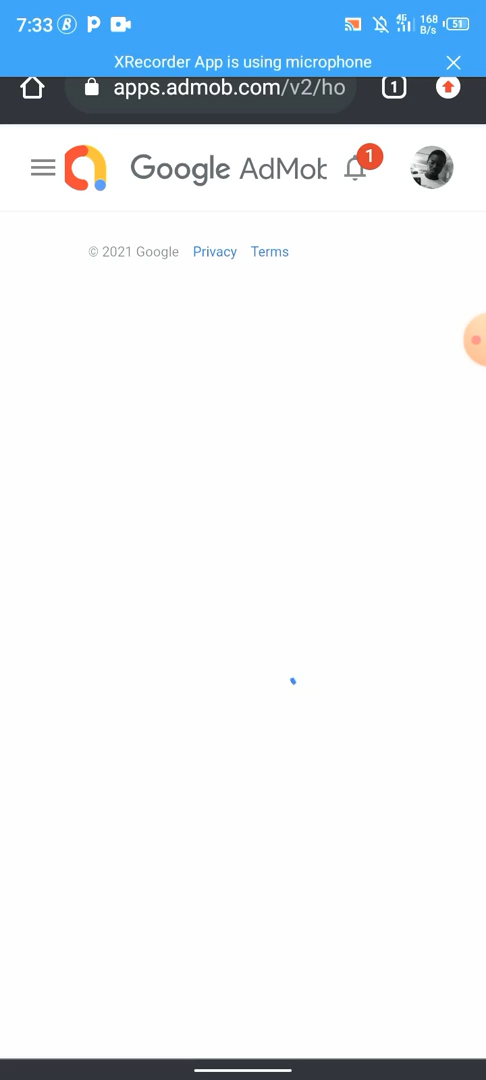 7:33 4G 168 B/s 51
XRecorder App is using microphone
apps.admob.com/v2/ho 1
Google AdMob 1
© 2021 Google Privacy Terms